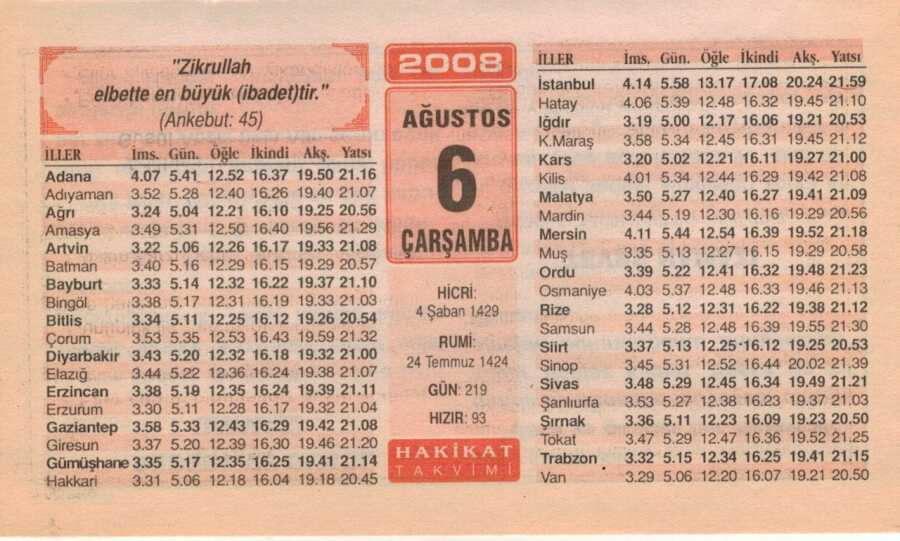 "Zikrullah
elbette en büyük (ibadet)tir."
(Ankebut: 45)
İLLER İms. Gün. Öğle İkindi Akş. Yatsı
Adana 4.07 5.41 12.52 16.37 19.50 21.16
Adıyaman 3.52 5.28 12.40 16.26 19.40 21.07
Ağrı 3.24 5.04 12.21 16.10 19.25 20.56
Amasya 3.49 5.31 12.50 16.40 19.56 21.29
Artvin 3.22 5.06 12.26 16.17 19.33 21.08
Batman 3.40 5.16 12.29 16.15 19.29 20.57
Bayburt 3.33 5.14 12.32 16.22 19.37 21.10
Bingöl 3.38 5.17 12.31 16.19 19.33 21.03
Bitlis 3.34 5.11 12.25 16.12 19.26 20.54
Çorum 3.53 5.35 12.53 16.43 19.59 21.32
Diyarbakır 3.43 5.20 12.32 16.18 19.32 21.00
Elazığ 3.44 5.22 12.36 16.24 19.38 21.07
Erzincan 3.38 5.18 12.35 16.24 19.39 21.11
Erzurum 3.30 5.11 12.28 16.17 19.32 21.04
Gaziantep 3.58 5.33 12.43 16.29 19.42 21.08
Giresun 3.37 5.20 12.39 16.30 19.46 21.20
Gümüşhane 3.35 5.17 12.35 16.25 19.41 21.14
Hakkari 3.31 5.06 12.18 16.04 19.18 20.45
2008
AĞUSTOS
6
ÇARŞAMBA
HİCRİ:
4 Şaban 1429
RUMİ:
24 Temmuz 1424
GÜN: 219
HIZIR: 93
HAKİKAT
TAKVİMİ
İLLER İms. Gün. Öğle İkindi Akş. Yatsı
İstanbul 4.14 5.58 13.17 17.08 20.24 21.59
Hatay 4.06 5.39 12.48 16.32 19.45 21.10
Iğdır 3.19 5.00 12.17 16.06 19.21 20.53
K.Maraş 3.58 5.34 12.45 16.31 19.45 21.12
Kars 3.20 5.02 12.21 16.11 19.27 21.00
Kilis 4.01 5.34 12.44 16.29 19.42 21.08
Malatya 3.50 5.27 12.40 16.27 19.41 21.09
Mardin 3.44 5.19 12.30 16.16 19.29 20.56
Mersin 4.11 5.44 12.54 16.39 19.52 21.18
Muş 3.35 5.13 12.27 16.15 19.29 20.58
Ordu 3.39 5.22 12.41 16.32 19.48 21.23
Osmaniye 4.03 5.37 12.48 16.33 19.46 21.13
Rize 3.28 5.12 12.31 16.22 19.38 21.12
Samsun 3.44 5.28 12.48 16.39 19.55 21.30
Siirt 3.37 5.13 12.25 16.12 19.25 20.53
Sinop 3.45 5.31 12.52 16.44 20.02 21.39
Sivas 3.48 5.29 12.45 16.34 19.49 21.21
Şanlıurfa 3.53 5.27 12.38 16.23 19.37 21.03
Şırnak 3.36 5.11 12.23 16.09 19.23 20.50
Tokat 3.47 5.29 12.47 16.36 19.52 21.25
Trabzon 3.32 5.15 12.34 16.25 19.41 21.15
Van 3.29 5.06 12.20 16.07 19.21 20.50